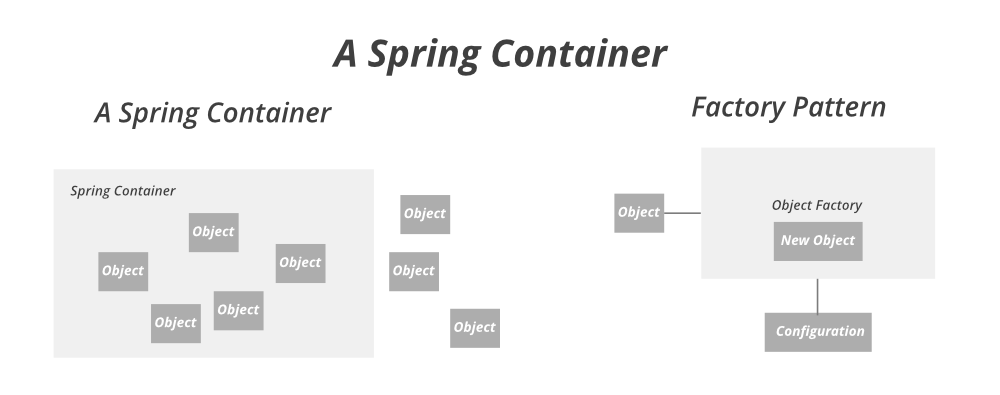 A Spring Container
A Spring Container
Factory Pattern
Spring Container
Object
Object
Object
Object
Object
Object
Object
Object
Object
Object Factory
New Object
Configuration